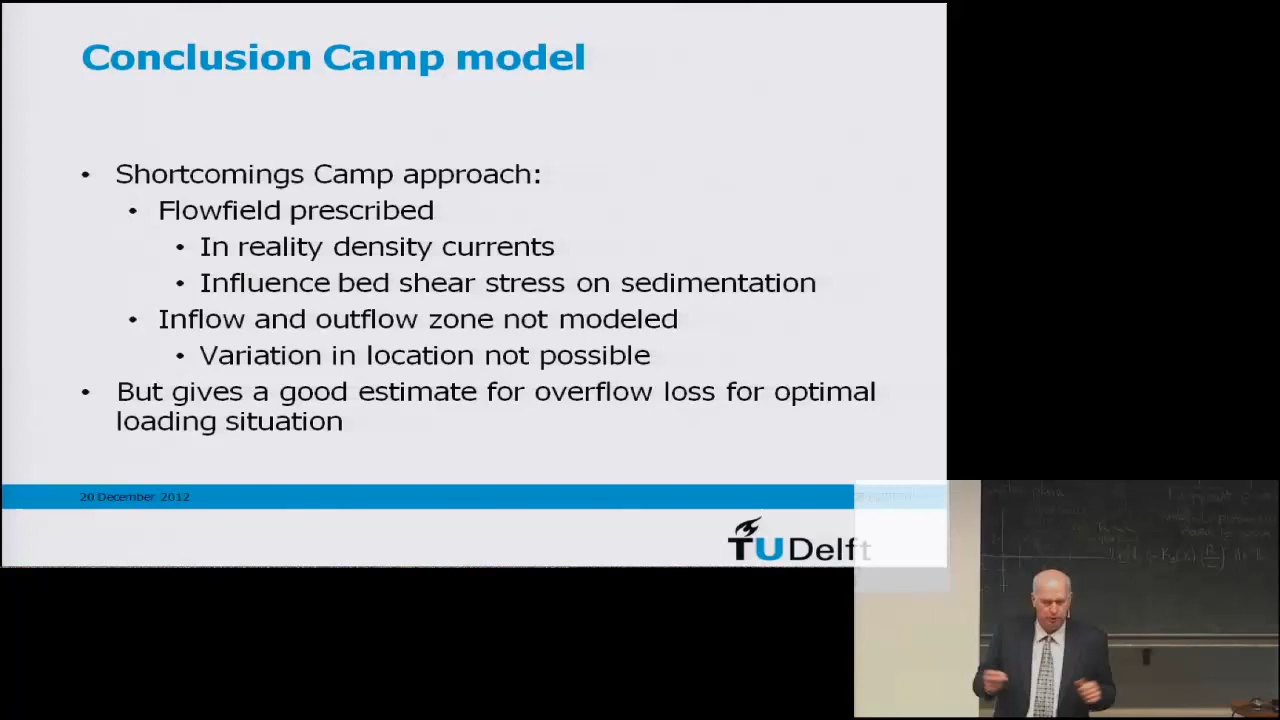 Conclusion Camp model
• Shortcomings Camp approach:
• Flowfield prescribed
• In reality density currents
• Influence bed shear stress on sedimentation
• Inflow and outflow zone not modeled
• Variation in location not possible
• But gives a good estimate for overflow loss for optimal
loading situation
20 December 2012
TU Delft